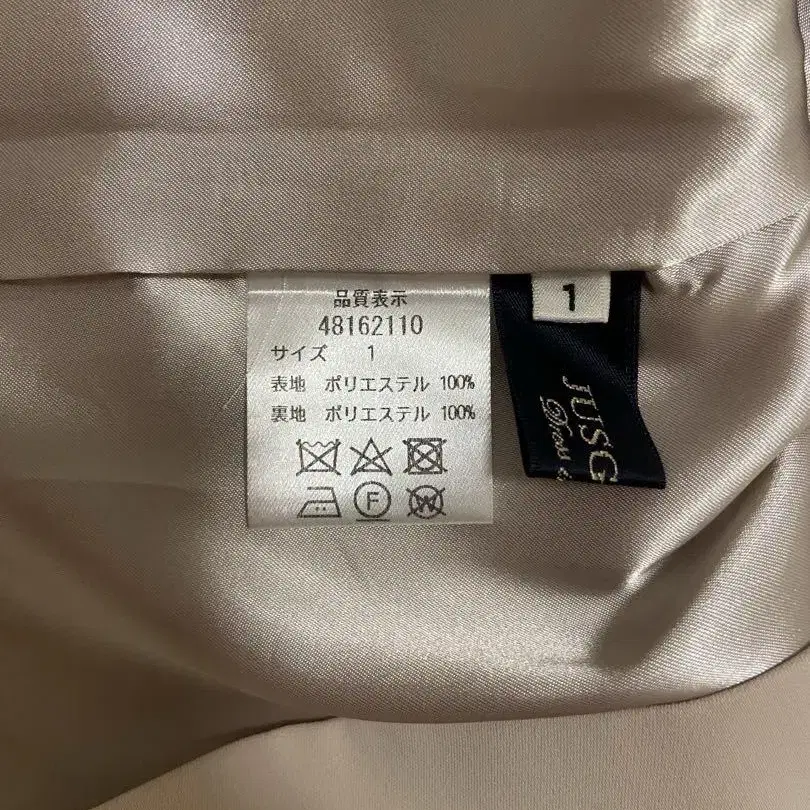 品質表示
48162110
サイズ 1
表地 ポリエステル 100%
裏地 ポリエステル 100%
F
W
1
JUSG
Dress